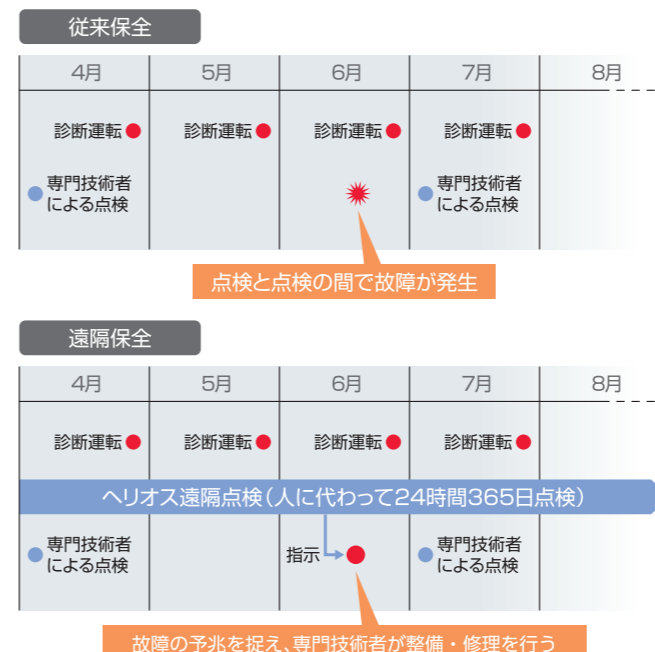 従来保全
4月 5月 6月 7月 8月
診断運転 診断運転 診断運転 診断運転
専門技術者
による点検
専門技術者
による点検
点検と点検の間で故障が発生
遠隔保全
4月 5月 6月 7月 8月
診断運転 診断運転 診断運転 診断運転
ヘリオス遠隔点検(人に代わって24時間365日点検)
専門技術者
による点検
指示
専門技術者
による点検
故障の予兆を捉え、専門技術者が整備・修理を行う